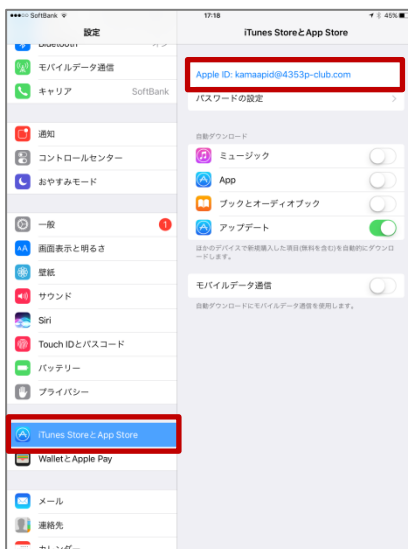 SoftBank
17:18
45%
設定
iTunes StoreとApp Store
Bluetooth
オン
モバイルデータ通信
キャリア
SoftBank
通知
コントロールセンター
おやすみモード
一般
1
画面表示と明るさ
壁紙
サウンド
Siri
Touch IDとパスコード
バッテリー
プライバシー
iTunes StoreとApp Store
WalletとApple Pay
メール
連絡先
カレンダー
Apple ID: kamaapid@4353p-club.com
パスワードの設定
自動ダウンロード
ミュージック
App
ブックとオーディオブック
アップデート
ほかのデバイスで新規購入した項目(無料を含む)を自動的にダウンロ
ードします。
モバイルデータ通信
自動ダウンロードにモバイルデータ通信を使用します。